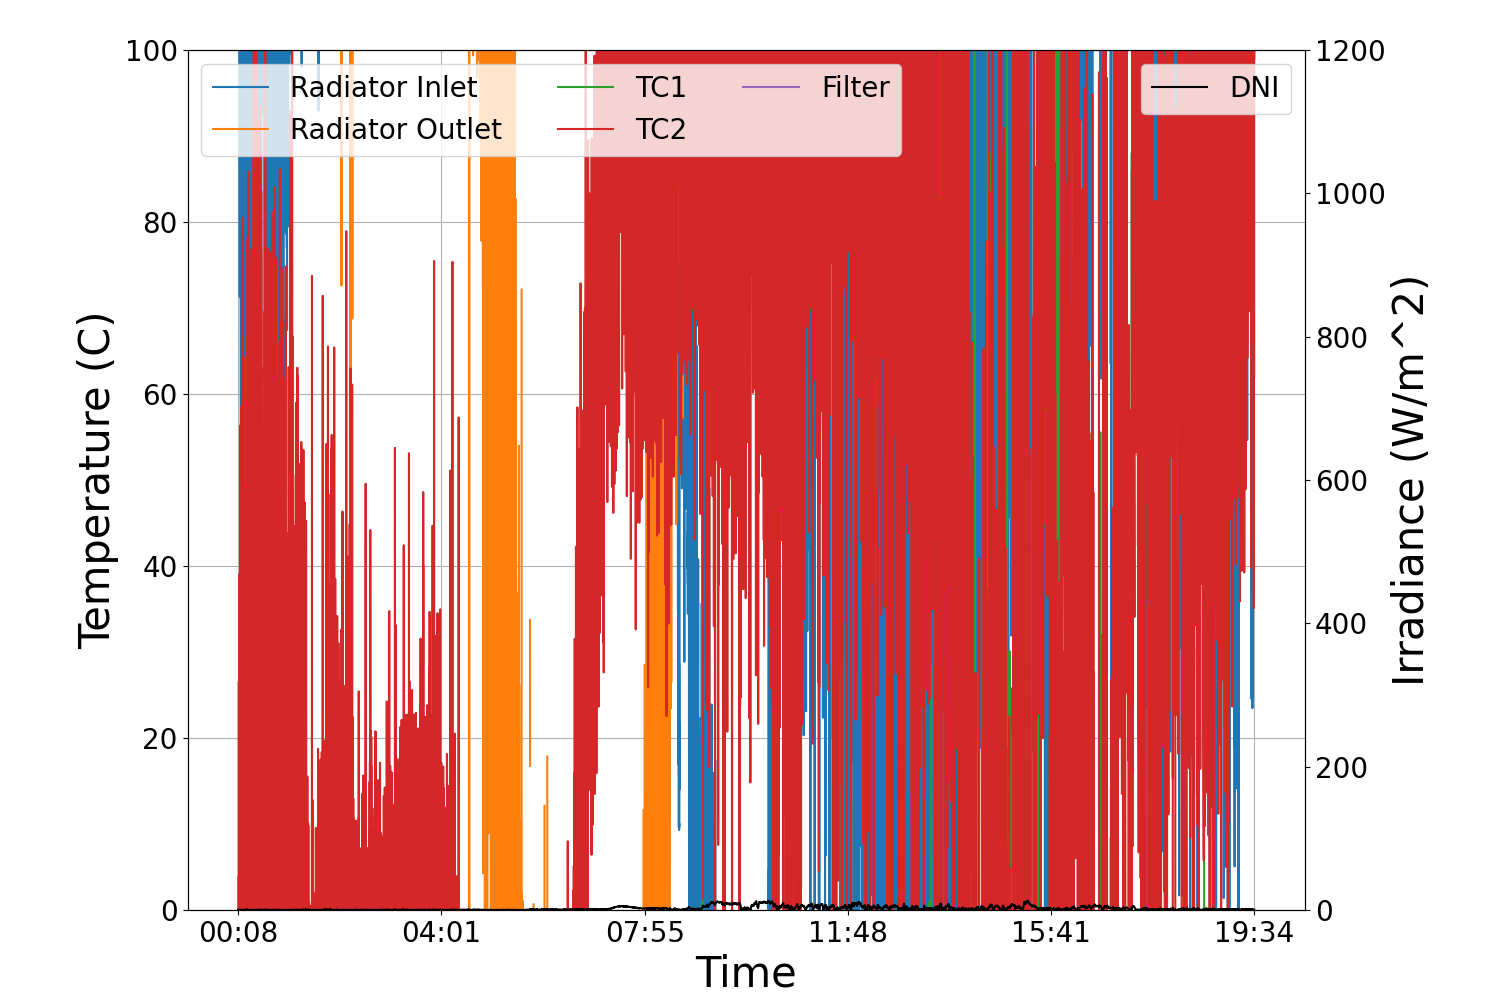 100
80
60
40
20
0
Temperature (C)
Radiator Inlet
Radiator Outlet
TC1
TC2
Filter
DNI
1200
1000
800
600
400
200
0
Irradiance (W/m^2)
00:08
04:01
07:55
11:48
15:41
19:34
Time